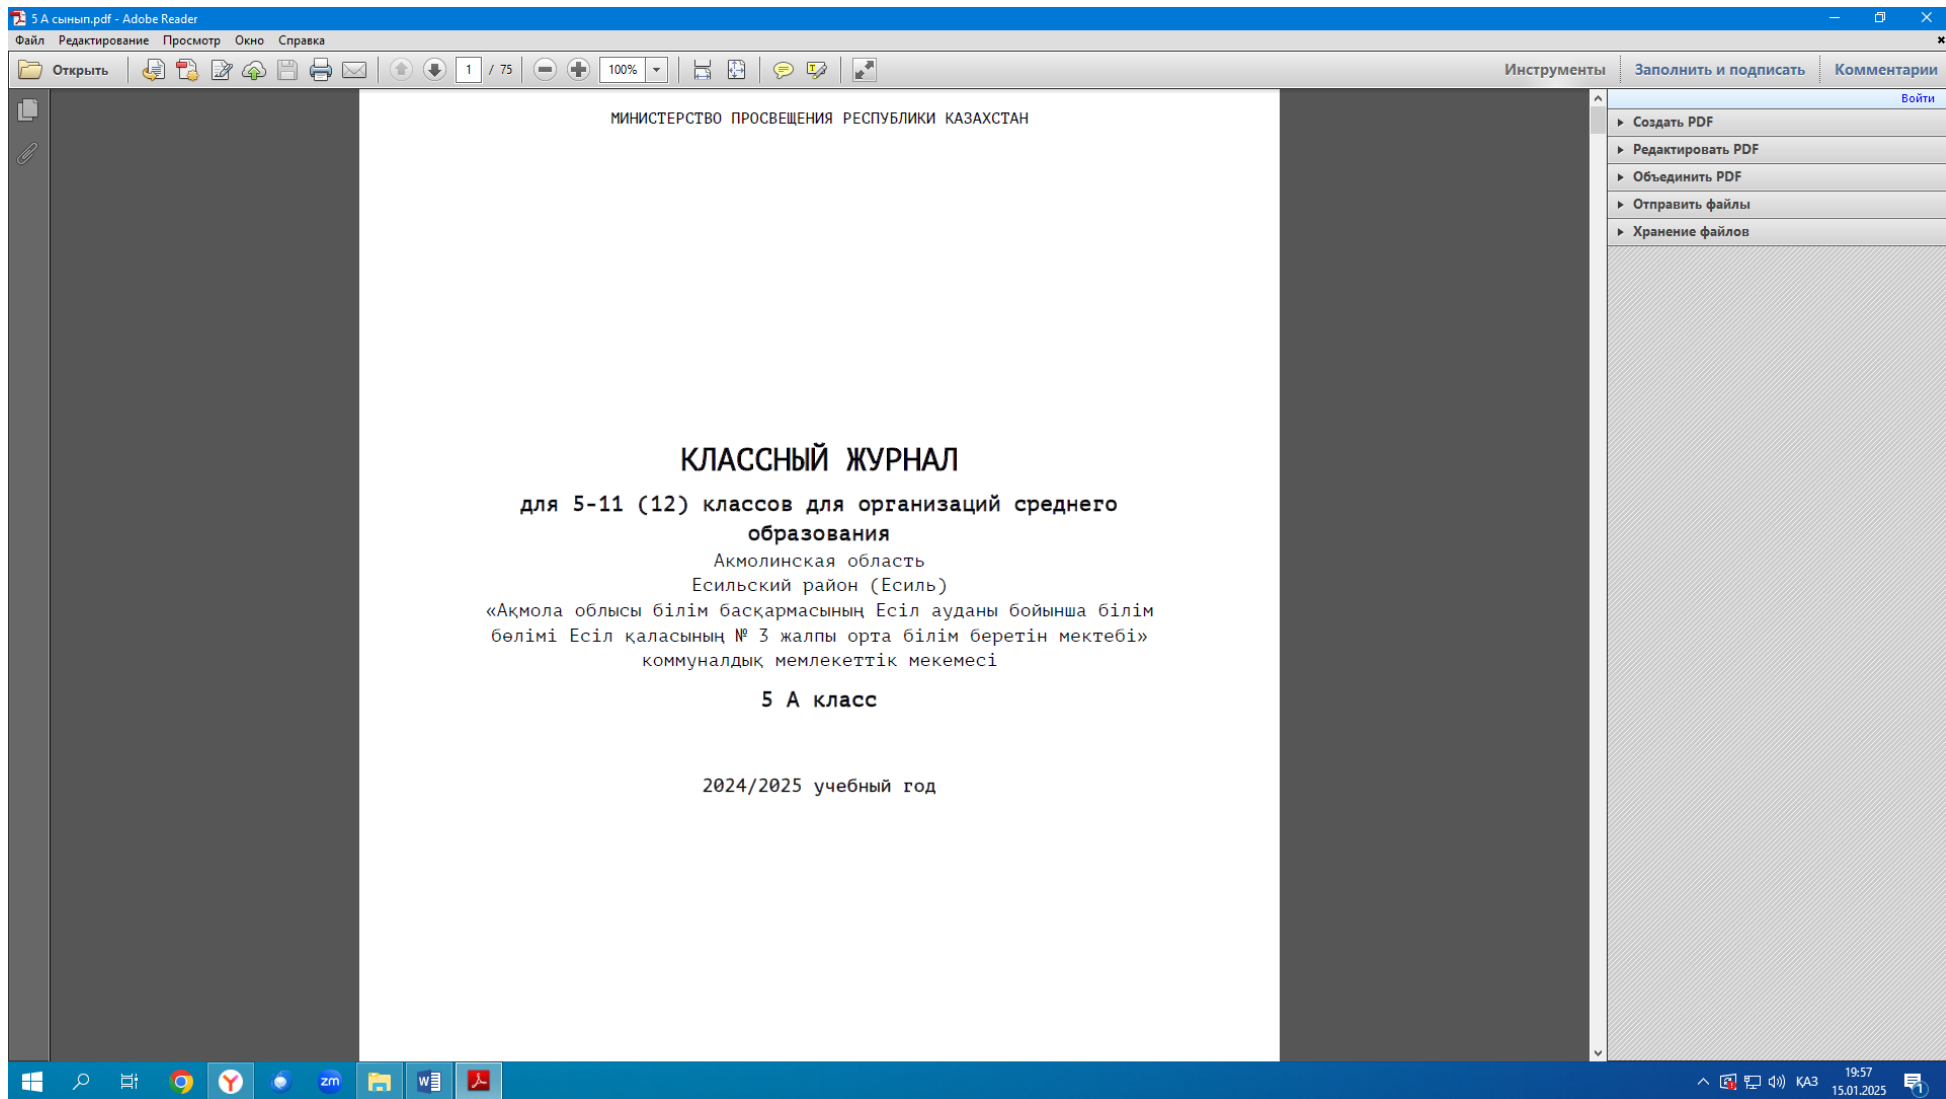 5 А сынып.pdf - Adobe Reader
Файл Редактирование Просмотр Окно Справка
Открыть 1 / 75 100% Инструменты Заполнить и подписать Комментарии
Войти
Создать PDF
Редактировать PDF
Объединить PDF
Отправить файлы
Хранение файлов
МИНИСТЕРСТВО ПРОСВЕЩЕНИЯ РЕСПУБЛИКИ КАЗАХСТАН
КЛАССНЫЙ ЖУРНАЛ
для 5-11 (12) классов для организаций среднего
образования
Акмолинская область
Есильский район (Есиль)
«Ақмола облысы білім басқармасының Есіл ауданы бойынша білім
бөлімі Есіл қаласының № 3 жалпы орта білім беретін мектебі»
коммуналдық мемлекеттік мекемесі
5 А класс
2024/2025 учебный год
zm
ҚАЗ
19:57
15.01.2025
1